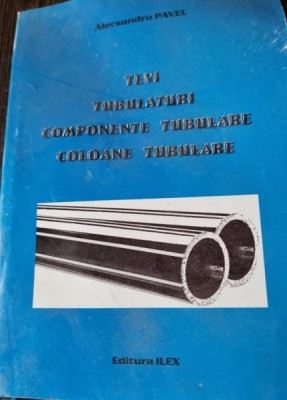 Alecsandru PAVEL
TEVI
TUBULATURI
COMPONENTE TUBULARE
COLOANE TUBULARE
Editura ILEX